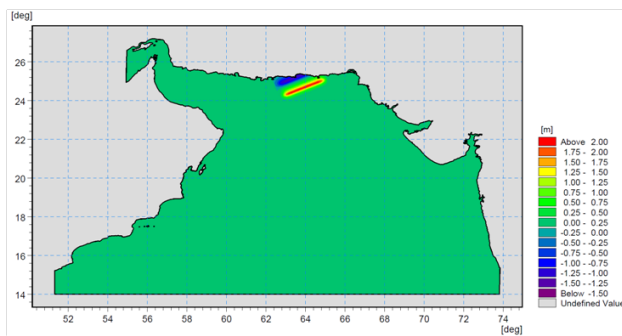 [deg]
26
24
22
20
18
16
14
52 54 56 58 60 62 64 66 68 70 72 74
[deg]
[m]
Above 2.00
1.75 - 2.00
1.50 - 1.75
1.25 - 1.50
1.00 - 1.25
0.75 - 1.00
0.50 - 0.75
0.25 - 0.50
0.00 - 0.25
-0.25 - 0.00
-0.50 - -0.25
-0.75 - -0.50
-1.00 - -0.75
-1.25 - -1.00
-1.50 - -1.25
Below -1.50
Undefined Value